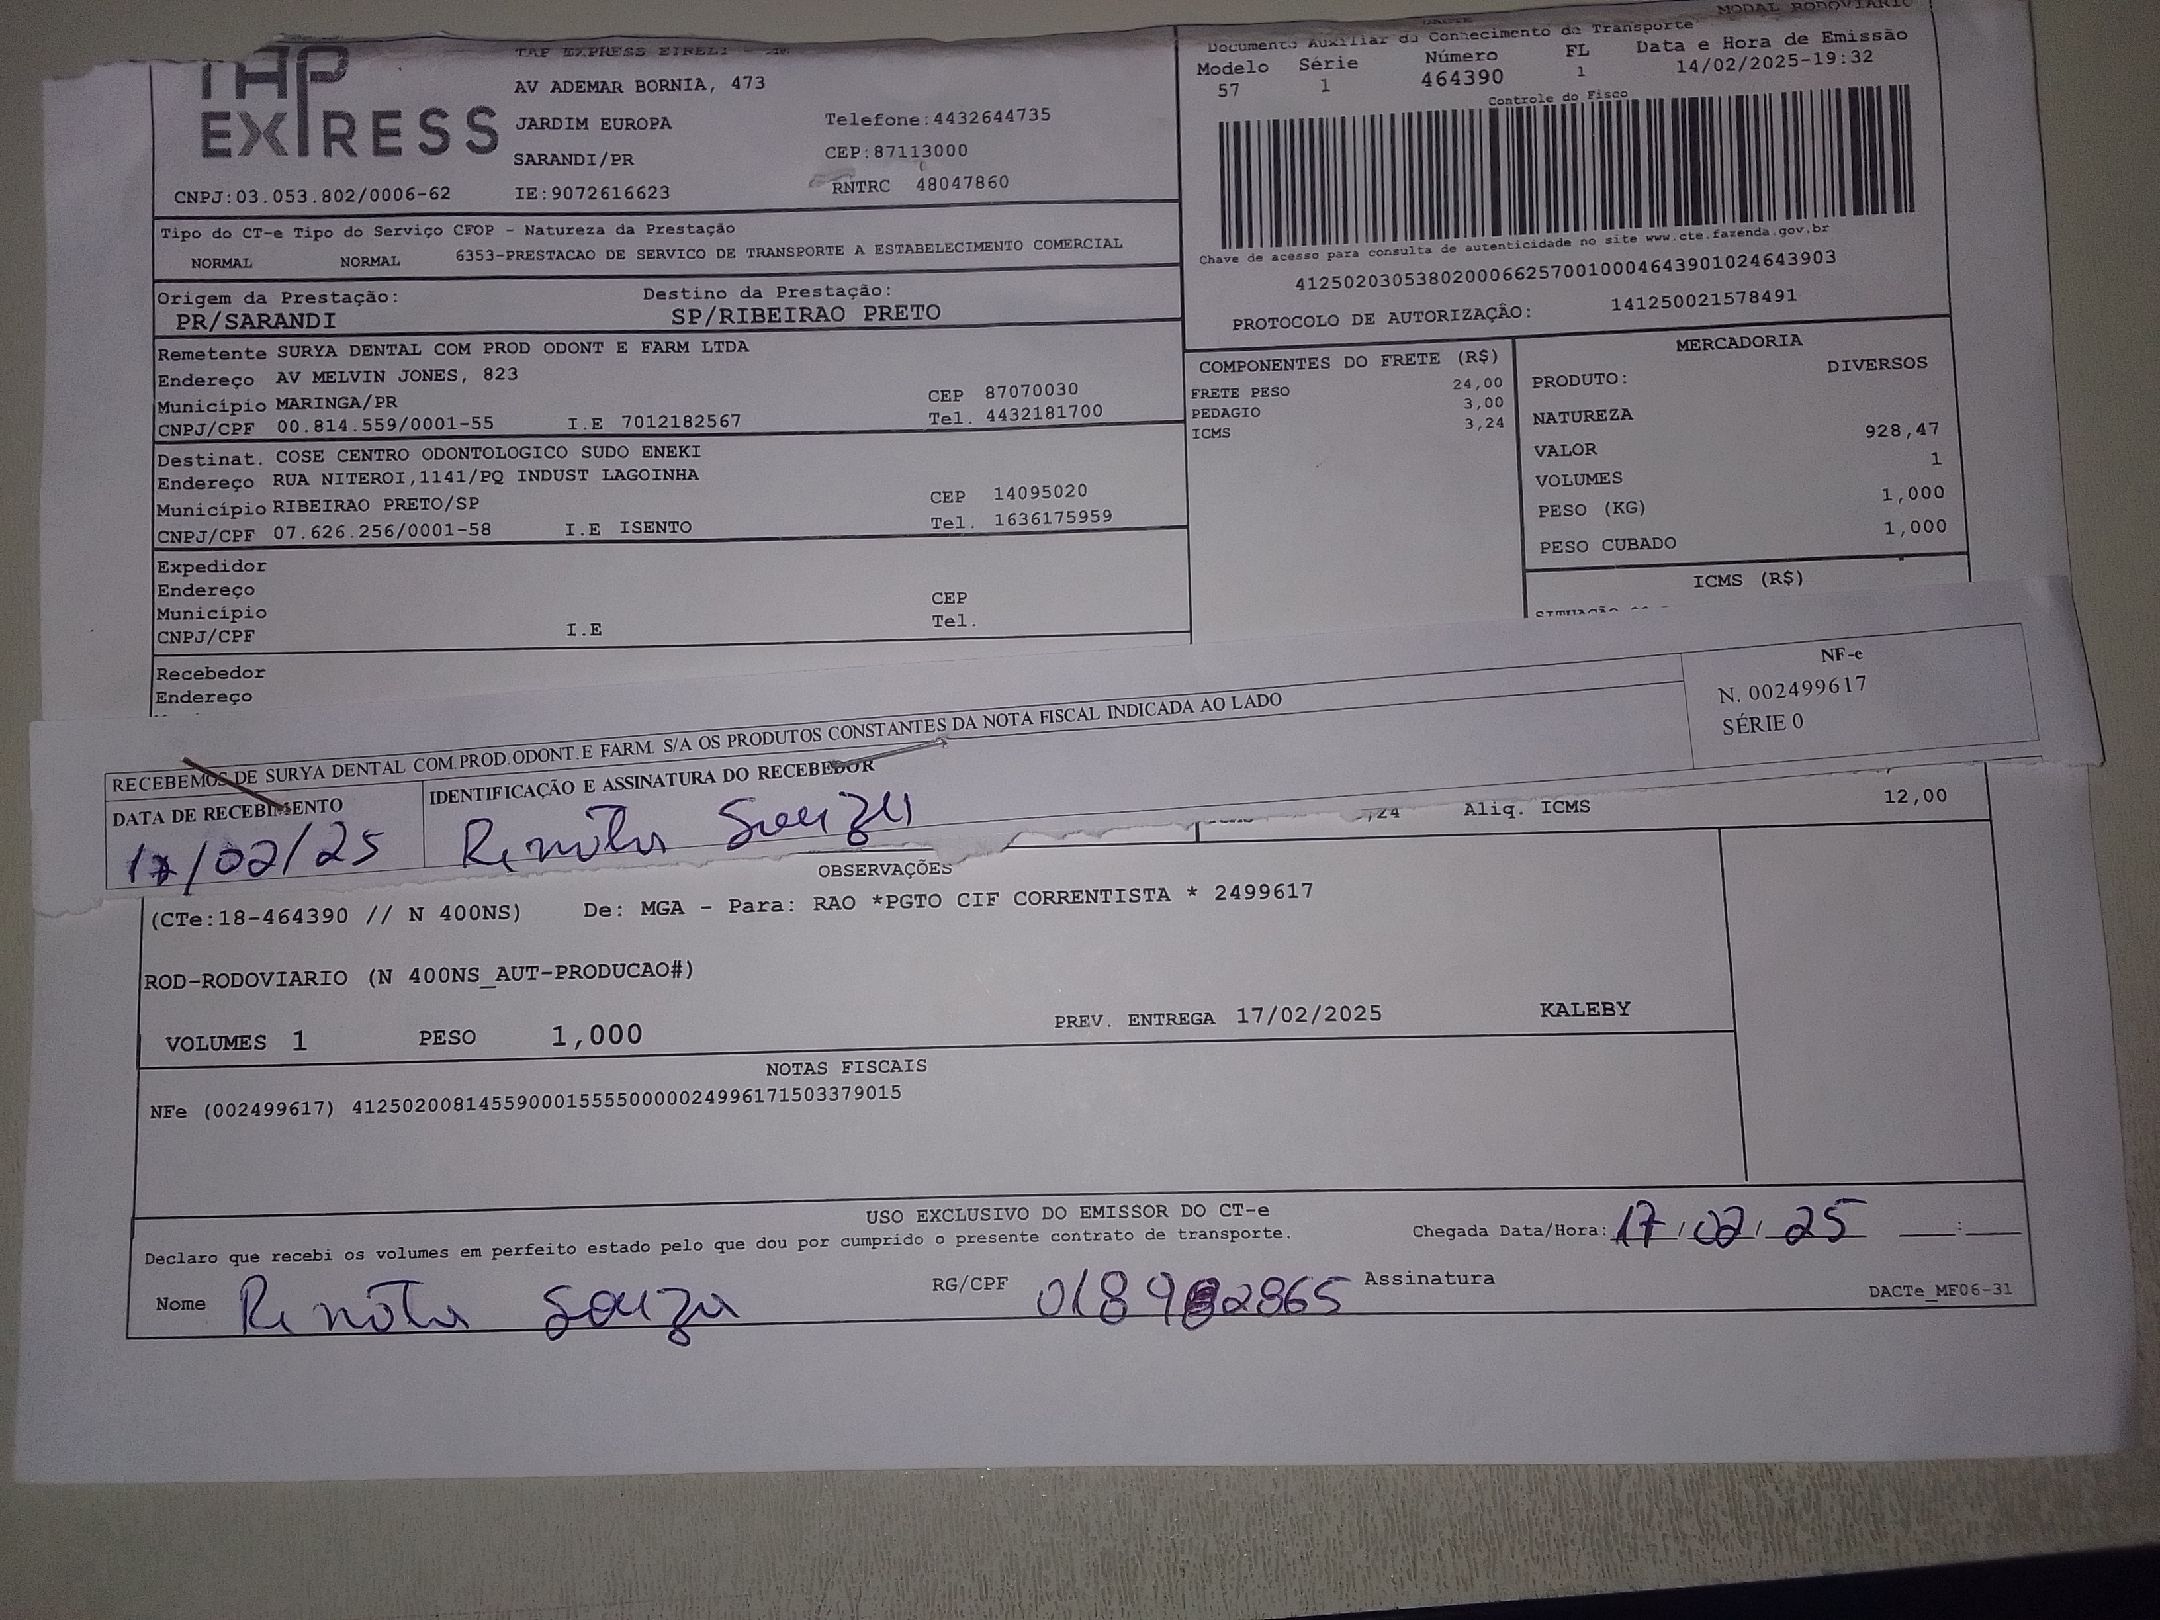 MODAL RODOVIARIO
TAP EXPRESS EIRELI
Documento Auxiliar do Conhecimento de Transporte
TAP EXPRESS
AV ADEMAR BORNIA, 473
JARDIM EUROPA Telefone:4432644735
SARANDI/PR CEP:87113000
CNPJ:03.053.802/0006-62 IE:9072616623 RNTRC 48047860
Modelo Série Número FL Data e Hora de Emissão
57 1 464390 1 14/02/2025-19:32
Controle do Fisco
Chave de acesso para consulta de autenticidade no site www.cte.fazenda.gov.br
41250203053802000662570010004643901024643903
PROTOCOLO DE AUTORIZAÇÃO: 141250021578491
Tipo do CT-e Tipo do Serviço CFOP - Natureza da Prestação
NORMAL NORMAL 6353-PRESTACAO DE SERVICO DE TRANSPORTE A ESTABELECIMENTO COMERCIAL
Origem da Prestação: Destino da Prestação:
PR/SARANDI SP/RIBEIRAO PRETO
Remetente SURYA DENTAL COM PROD ODONT E FARM LTDA
Endereço AV MELVIN JONES, 823
Município MARINGA/PR CEP 87070030
CNPJ/CPF 00.814.559/0001-55 I.E 7012182567 Tel. 4432181700
Destinat. COSE CENTRO ODONTOLOGICO SUDO ENEKI
Endereço RUA NITEROI,1141/PQ INDUST LAGOINHA
Município RIBEIRAO PRETO/SP CEP 14095020
CNPJ/CPF 07.626.256/0001-58 I.E ISENTO Tel. 1636175959
Expedidor
Endereço
Município CEP
CNPJ/CPF I.E Tel.
Recebedor
Endereço
COMPONENTES DO FRETE (R$)
FRETE PESO 24,00
PEDAGIO 3,00
ICMS 3,24
MERCADORIA
PRODUTO: DIVERSOS
NATUREZA
VALOR 928,47
VOLUMES 1
PESO (KG) 1,000
PESO CUBADO 1,000
ICMS (R$)
RECEBEMOS DE SURYA DENTAL COM.PROD.ODONT.E FARM. S/A OS PRODUTOS CONSTANTES DA NOTA FISCAL INDICADA AO LADO
NF-e
N. 002499617
SÉRIE 0
DATA DE RECEBIMENTO IDENTIFICAÇÃO E ASSINATURA DO RECEBEDOR
17/02/25 Renata Souza
,24 Aliq. ICMS 12,00
OBSERVAÇÕES
(CTe:18-464390 // N 400NS) De: MGA - Para: RAO *PGTO CIF CORRENTISTA * 2499617
ROD-RODOVIARIO (N 400NS_AUT-PRODUCAO#)
VOLUMES 1 PESO 1,000 PREV. ENTREGA 17/02/2025 KALEBY
NOTAS FISCAIS
NFe (002499617) 41250200814559000155550000024996171503379015
USO EXCLUSIVO DO EMISSOR DO CT-e
Declaro que recebi os volumes em perfeito estado pelo que dou por cumprido o presente contrato de transporte.
Chegada Data/Hora: 17/02/25 __:__
Nome Renata Souza RG/CPF Assinatura
DACTe_MF06-31